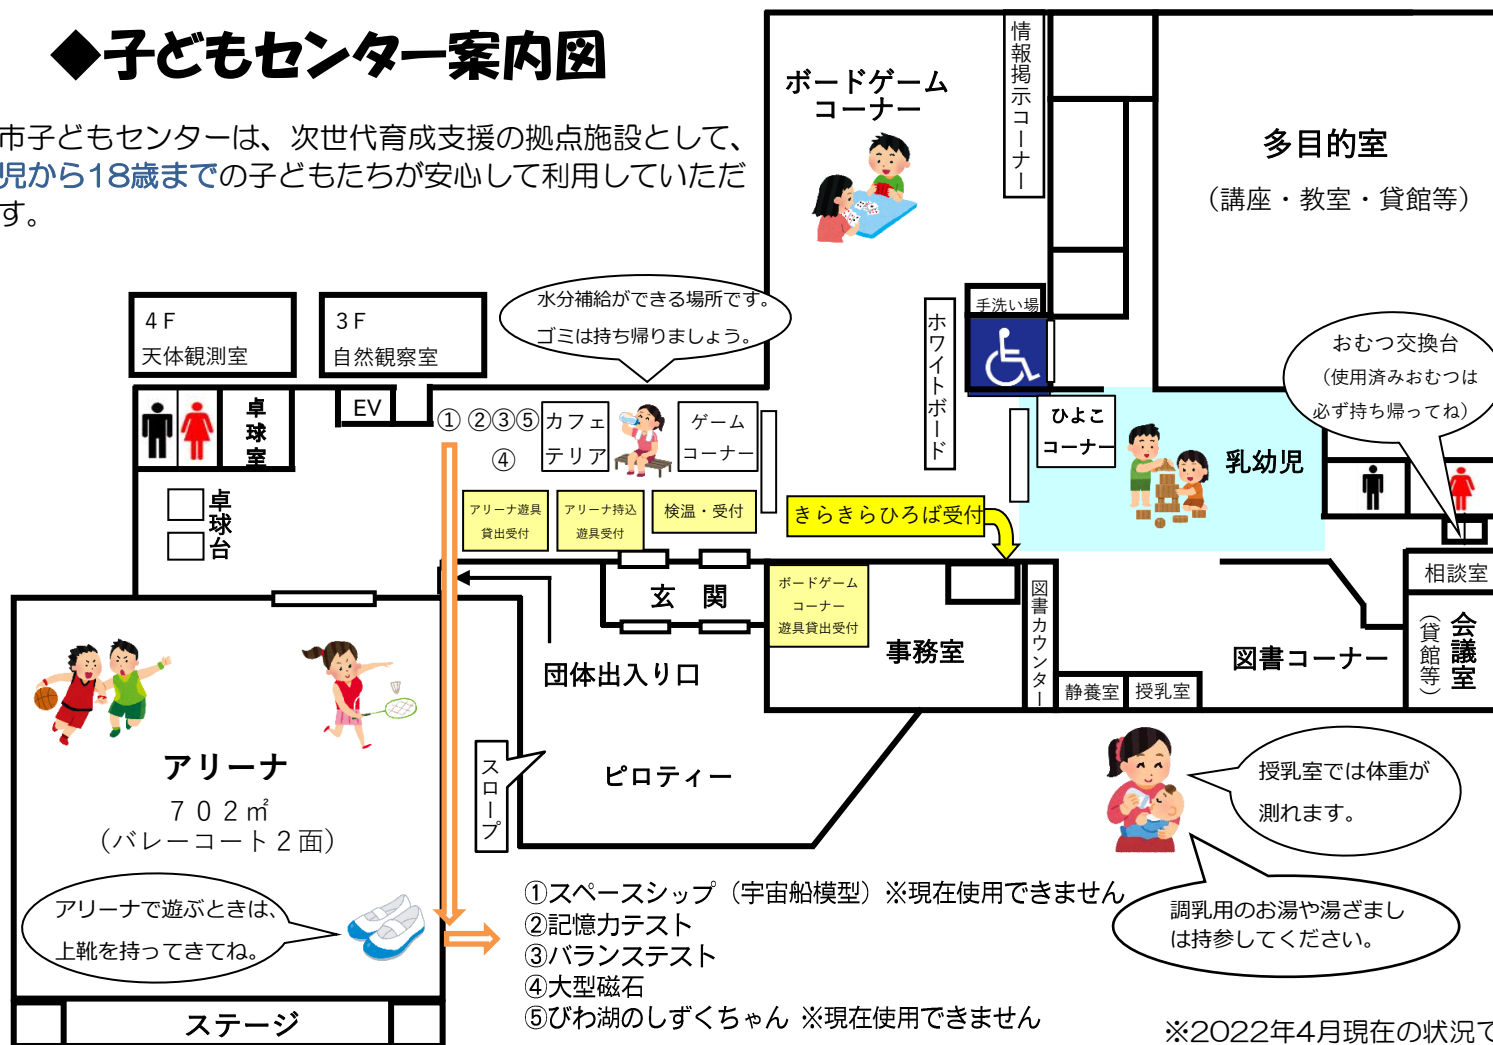 ◆子どもセンター案内図
市子どもセンターは、次世代育成支援の拠点施設として、
児から18歳までの子どもたちが安心して利用していただ
す。
ボードゲーム
コーナー
情報掲示コーナー
多目的室
（講座・教室・貸館等）
4F
天体観測室
3F
自然観察室
水分補給ができる場所です。
ゴミは持ち帰りましょう。
ホワイトボード
手洗い場
おむつ交換台
（使用済みおむつは
必ず持ち帰ってね）
卓球室
EV
① ②③⑤
④
カフェ
テリア
ゲーム
コーナー
ひよこ
コーナー
乳幼児
卓球台
アリーナ遊具
貸出受付
アリーナ持込
遊具受付
検温・受付
きらきらひろば受付
玄　関
ボードゲーム
コーナー
遊具貸出受付
事務室
図書カウンター
静養室
授乳室
図書コーナー
相談室
会議室
（貸館等）
団体出入り口
スロープ
ピロティー
アリーナ
７０２㎡
（バレーコート２面）
アリーナで遊ぶときは、
上靴を持ってきてね。
ステージ
授乳室では体重が
測れます。
調乳用のお湯や湯ざまし
は持参してください。
①スペースシップ（宇宙船模型）※現在使用できません
②記憶力テスト
③バランステスト
④大型磁石
⑤びわ湖のしずくちゃん ※現在使用できません
※2022年4月現在の状況で